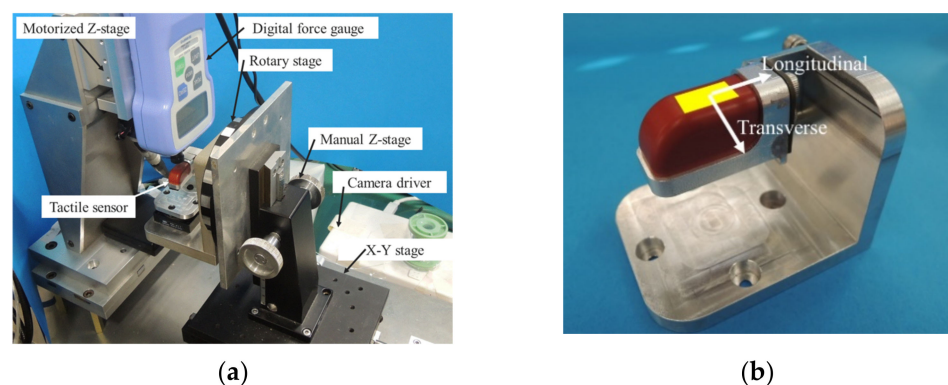 Motorized Z-stage
Digital force gauge
Rotary stage
Manual Z-stage
Camera driver
Tactile sensor
X-Y stage
(a)
Longitudinal
Transverse
(b)